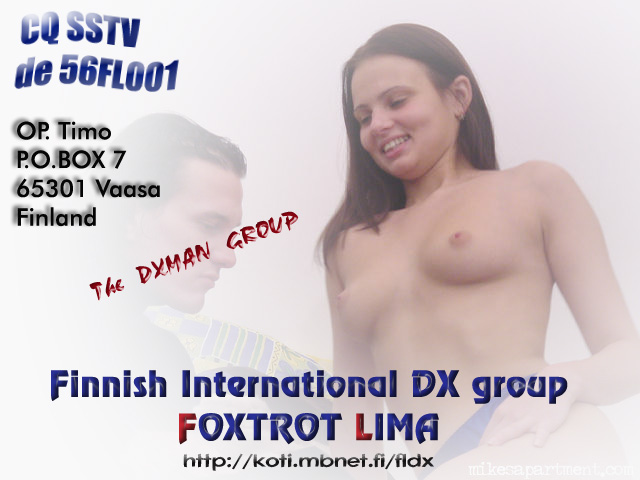 CQ SSTV
de 56FL001
OP. Timo
P.O.BOX 7
65301 Vaasa
Finland
The DXMAN GROUP
Finnish International DX group
FOXTROT LIMA
http://koti.mbnet.fi/fldx
mikesapartment.com